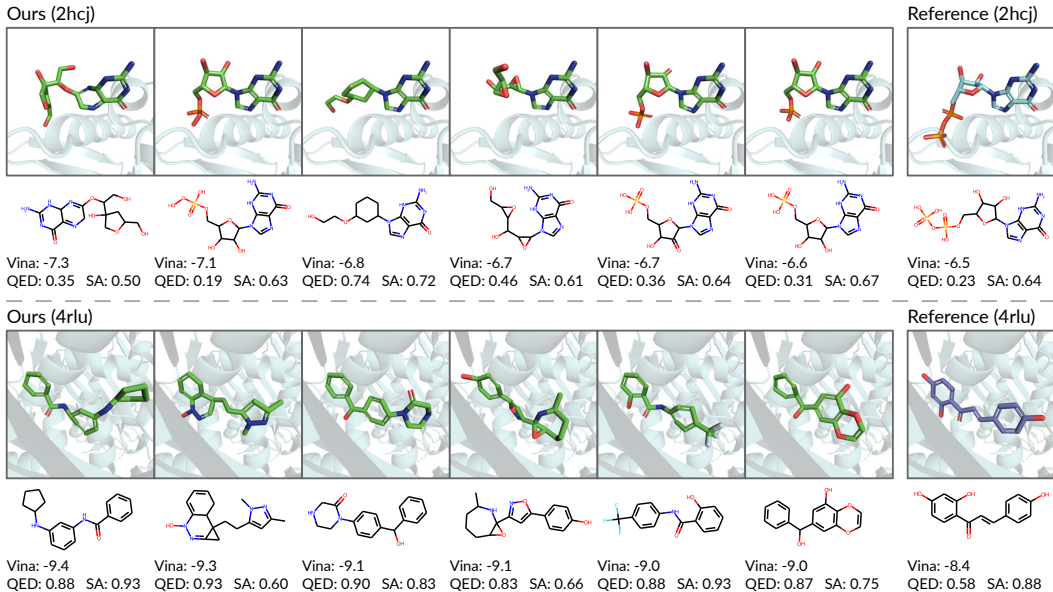 Ours (2hcj) Reference (2hcj)
Vina: -7.3 Vina: -7.1 Vina: -6.8 Vina: -6.7 Vina: -6.7 Vina: -6.6 Vina: -6.5
QED: 0.35 SA: 0.50 QED: 0.19 SA: 0.63 QED: 0.74 SA: 0.72 QED: 0.46 SA: 0.61 QED: 0.36 SA: 0.64 QED: 0.31 SA: 0.67 QED: 0.23 SA: 0.64
Ours (4rlu) Reference (4rlu)
Vina: -9.4 Vina: -9.3 Vina: -9.1 Vina: -9.1 Vina: -9.0 Vina: -9.0 Vina: -8.4
QED: 0.88 SA: 0.93 QED: 0.93 SA: 0.60 QED: 0.90 SA: 0.83 QED: 0.83 SA: 0.66 QED: 0.88 SA: 0.93 QED: 0.87 SA: 0.75 QED: 0.58 SA: 0.88